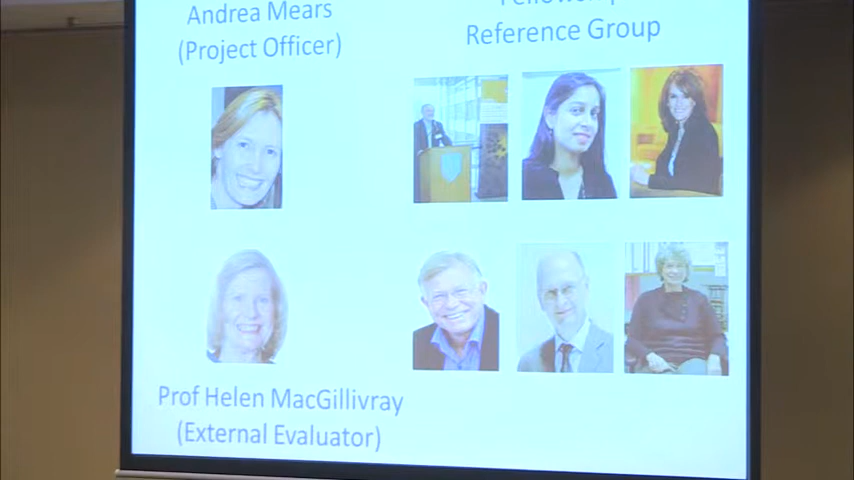 Andrea Mears
(Project Officer)
Reference Group
Prof Helen MacGillivray
(External Evaluator)